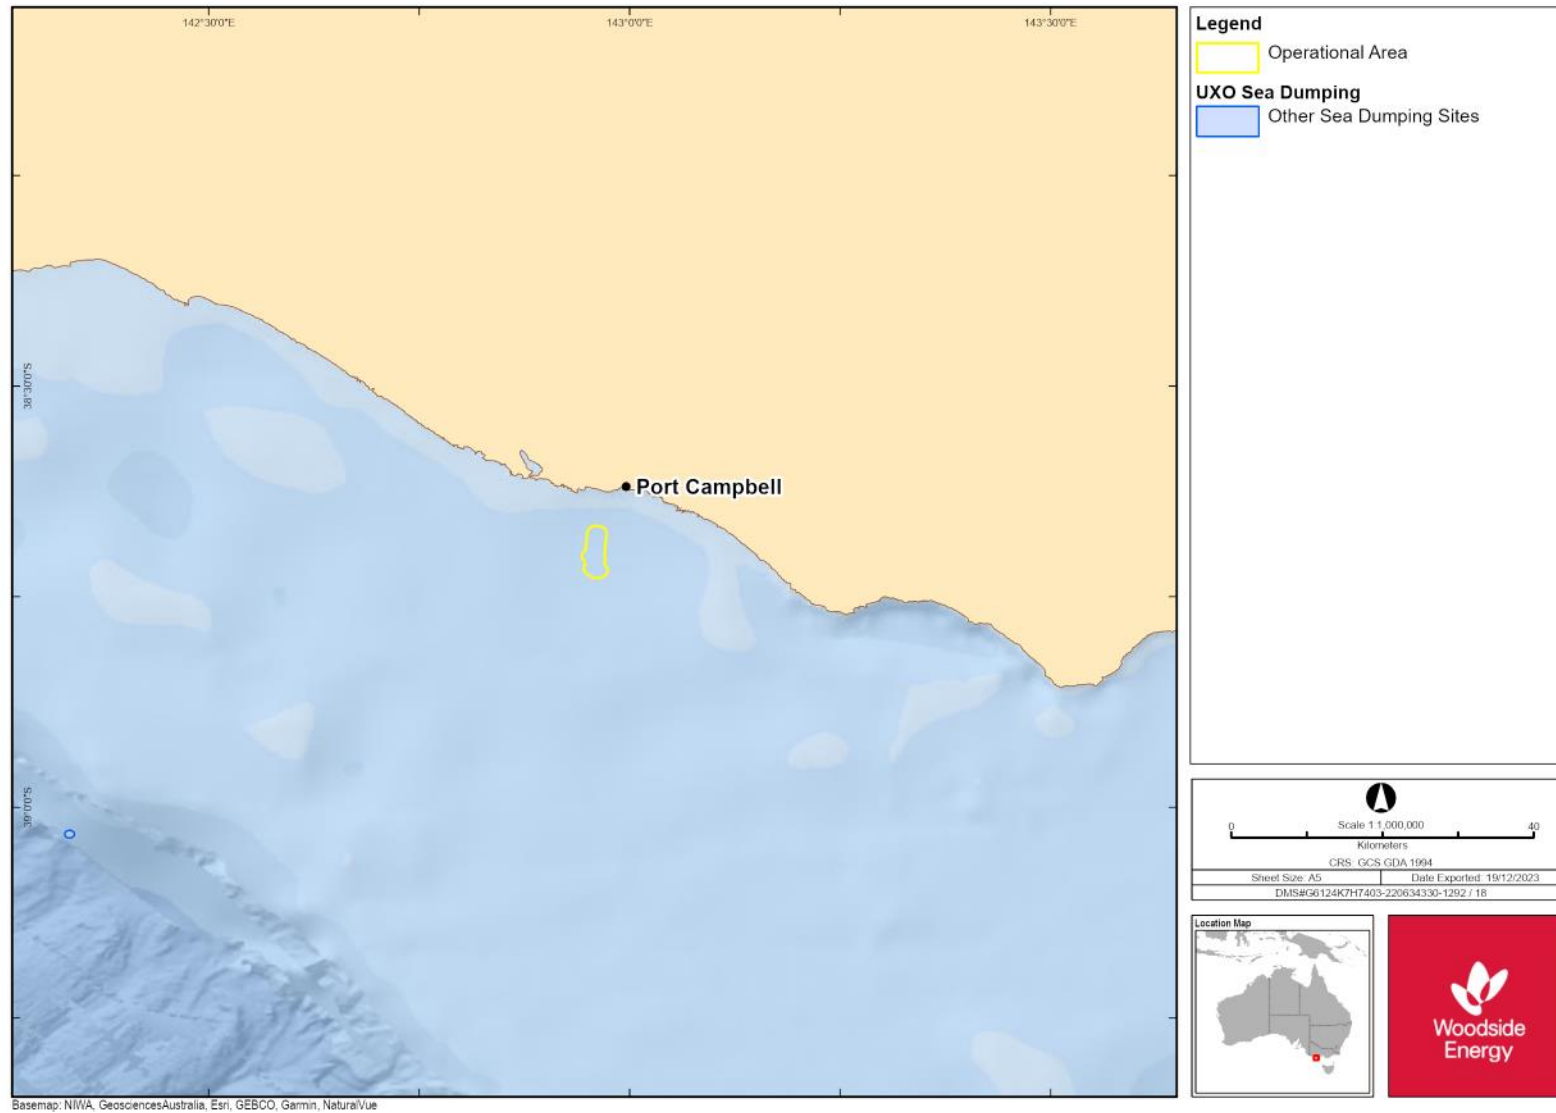 142°30'0"E
143°0'0"E
143°30'0"E
38°30'0"S
39°0'0"S
Port Campbell
Legend
Operational Area
UXO Sea Dumping
Other Sea Dumping Sites
0
Scale 1:1,000,000
40
Kilometers
CRS: GCS GDA 1994
Sheet Size: A5
Date Exported: 19/12/2023
DMS#G6124K7H7403-220634330-1292 / 18
Location Map
Woodside
Energy
Basemap: NIWA, GeosciencesAustralia, Esri, GEBCO, Garmin, NaturalVue